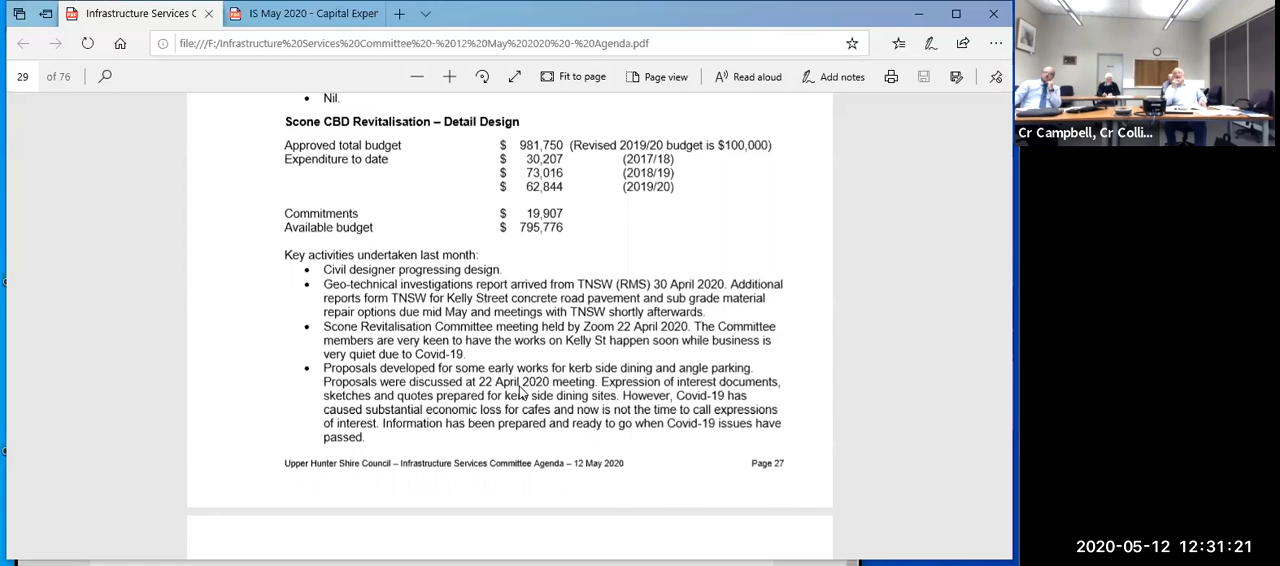 Infrastructure Services C
IS May 2020 - Capital Exper
file:///F:/Infrastructure%20Services%20Committee%20-%2012%20May%202020%20-%20Agenda.pdf
29 of 76
Fit to page
Page view
Read aloud
Add notes
Cr Campbell, Cr Colli...
• Nil.
Scone CBD Revitalisation – Detail Design
Approved total budget $ 981,750 (Revised 2019/20 budget is $100,000)
Expenditure to date $ 30,207 (2017/18)
$ 73,016 (2018/19)
$ 62,844 (2019/20)
Commitments $ 19,907
Available budget $ 795,776
Key activities undertaken last month:
• Civil designer progressing design.
• Geo-technical investigations report arrived from TNSW (RMS) 30 April 2020. Additional
reports form TNSW for Kelly Street concrete road pavement and sub grade material
repair options due mid May and meetings with TNSW shortly afterwards.
• Scone Revitalisation Committee meeting held by Zoom 22 April 2020. The Committee
members are very keen to have the works on Kelly St happen soon while business is
very quiet due to Covid-19.
• Proposals developed for some early works for kerb side dining and angle parking.
Proposals were discussed at 22 April 2020 meeting. Expression of interest documents,
sketches and quotes prepared for kerb side dining sites. However, Covid-19 has
caused substantial economic loss for cafes and now is not the time to call expressions
of interest. Information has been prepared and ready to go when Covid-19 issues have
passed.
Upper Hunter Shire Council – Infrastructure Services Committee Agenda – 12 May 2020 Page 27
2020-05-12 12:31:21